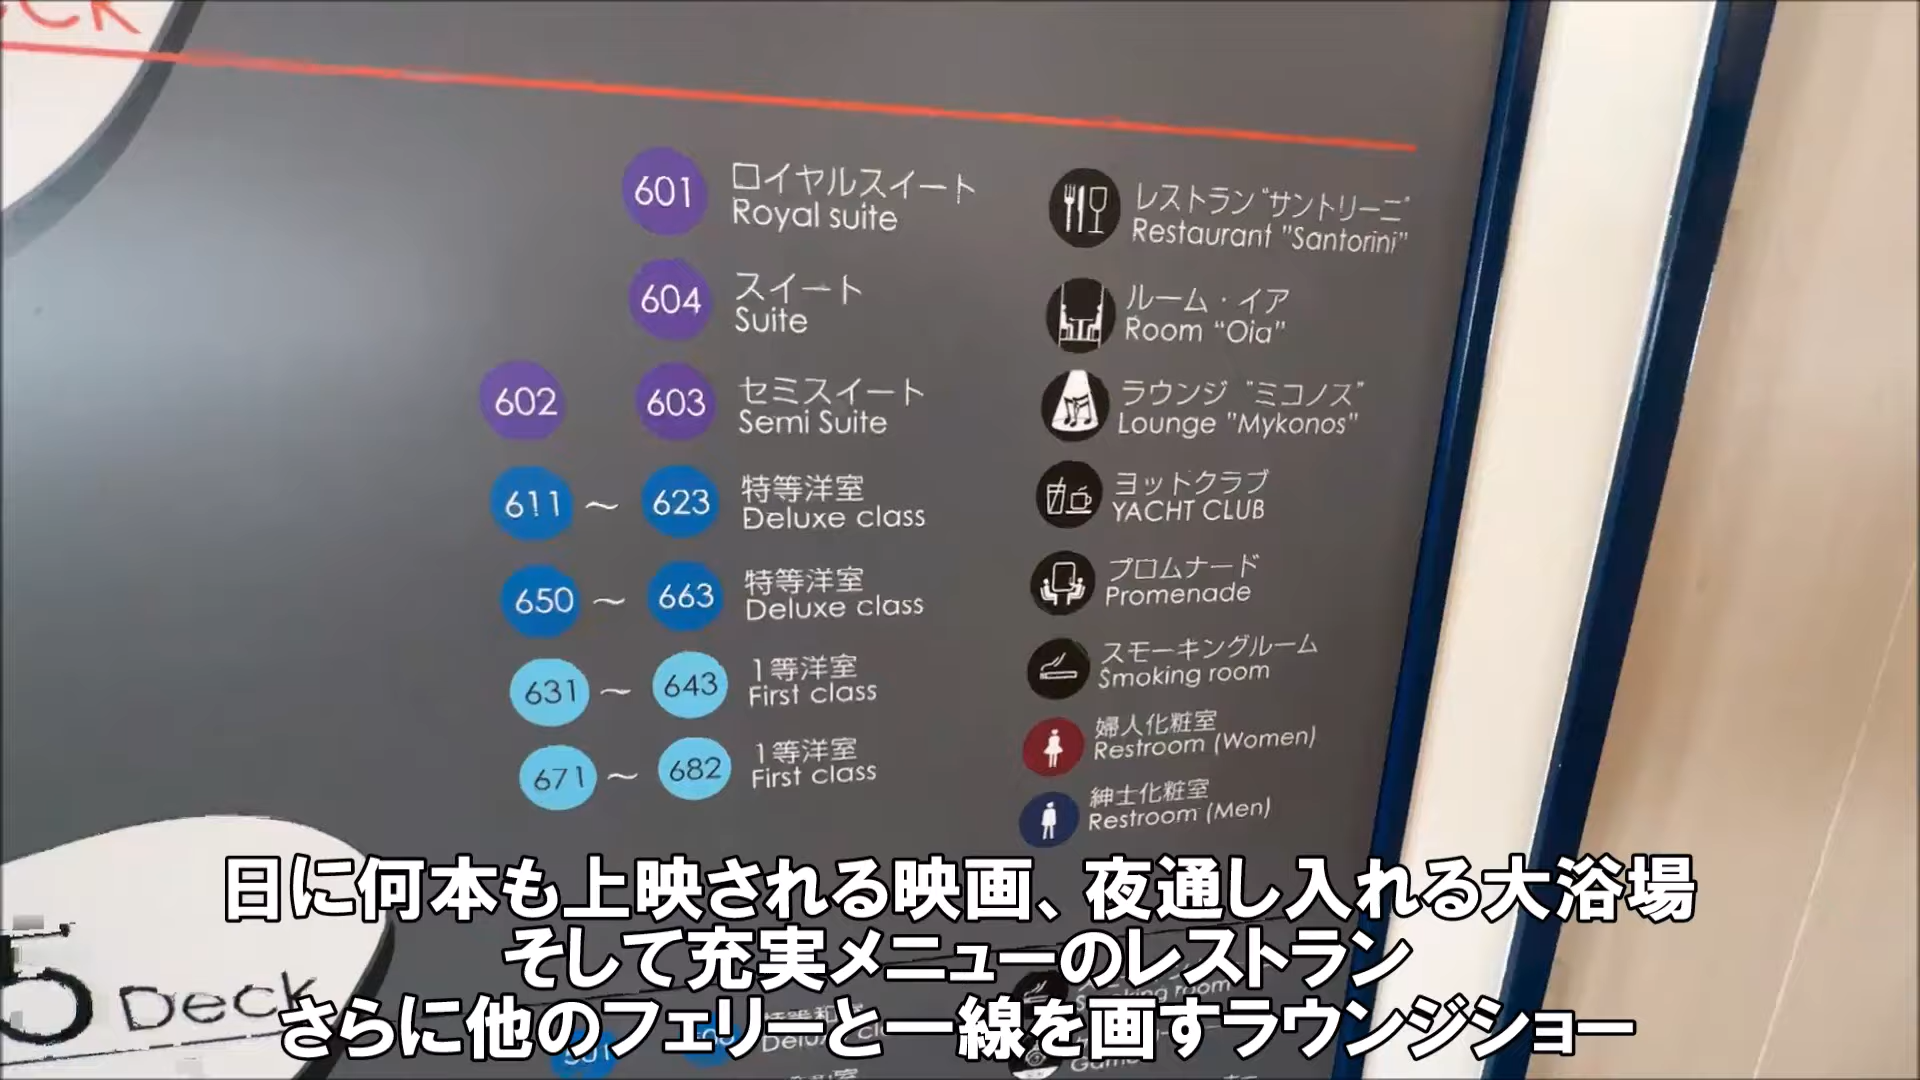 601 ロイヤルスイート
Royal suite
604 スイート
Suite
602 603 セミスイート
Semi Suite
611 ～ 623 特等洋室
Deluxe class
650 ～ 663 特等洋室
Deluxe class
631 ～ 643 1等洋室
First class
671 ～ 682 1等洋室
First class
レストラン"サントリーニ"
Restaurant "Santorini"
ルーム・イア
Room “Oia”
ラウンジ "ミコノス"
Lounge "Mykonos"
ヨットクラブ
YACHT CLUB
プロムナード
Promenade
スモーキングルーム
Smoking room
婦人化粧室
Restroom (Women)
紳士化粧室
Restroom (Men)
5 Deck
Smoking room
日に何本も上映される映画、夜通し入れる大浴場
そして充実メニューのレストラン
さらに他のフェリーと一線を画すラウンジショー